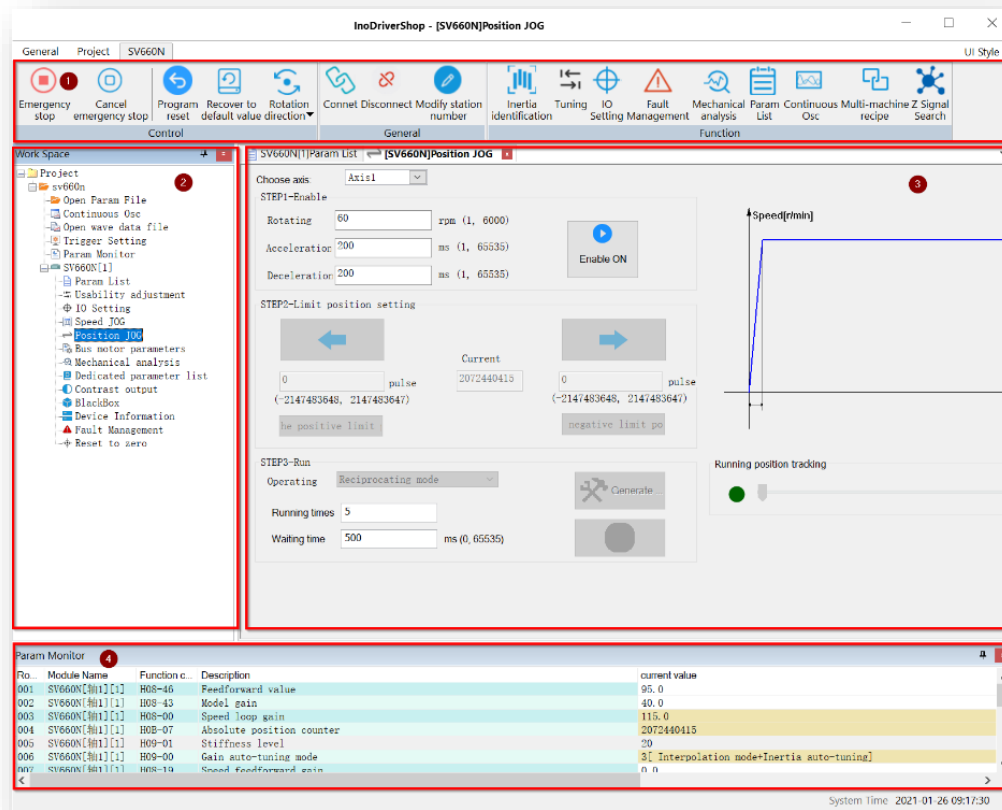 InoDriverShop - [SV660N]Position JOG
General Project SV660N UI Style
1
Emergency stop Cancel emergency stop Program reset Recover to default value Rotation direction Connet Disconnect Modify station number Inertia identification Tuning IO Setting Fault Management Mechanical analysis Param List Continuous Osc Multi-machine recipe Z Signal Search
Control General Function
Work Space
2
Project
sv660n
Open Param File
Continuous Osc
Open wave data file
Trigger Setting
Param Monitor
SV660N[1]
Param List
Usability adjustment
IO Setting
Speed JOG
Position JOG
Bus motor parameters
Mechanical analysis
Dedicated parameter list
Contrast output
BlackBox
Device Information
Fault Management
Reset to zero
SV660N[1]Param List [SV660N]Position JOG
3
Choose axis: Axis1
STEP1-Enable
Rotating 60 rpm (1, 6000)
Acceleration 200 ms (1, 65535)
Deceleration 200 ms (1, 65535)
Enable ON
STEP2-Limit position setting
Current
0 pulse 2072440415 0 pulse
(-2147483648, 2147483647) (-2147483648, 2147483647)
he positive limit negative limit po
STEP3-Run
Operating Reciprocating mode Generate...
Running times 5
Waiting time 500 ms (0, 65535)
Speed[r/min]
Running position tracking
Param Monitor 4
Ro... Module Name Function c... Description current value
001 SV660N[轴1][1] H08-46 Feedforward value 95.0
002 SV660N[轴1][1] H08-43 Model gain 40.0
003 SV660N[轴1][1] H08-00 Speed loop gain 115.0
004 SV660N[轴1][1] H0B-07 Absolute position counter 2072440415
005 SV660N[轴1][1] H09-01 Stiffness level 20
006 SV660N[轴1][1] H09-00 Gain auto-tuning mode 3[ Interpolation mode+Inertia auto-tuning]
007 SV660N[轴1][1] H08-19 Speed feedforward gain 0.0
System Time 2021-01-26 09:17:30